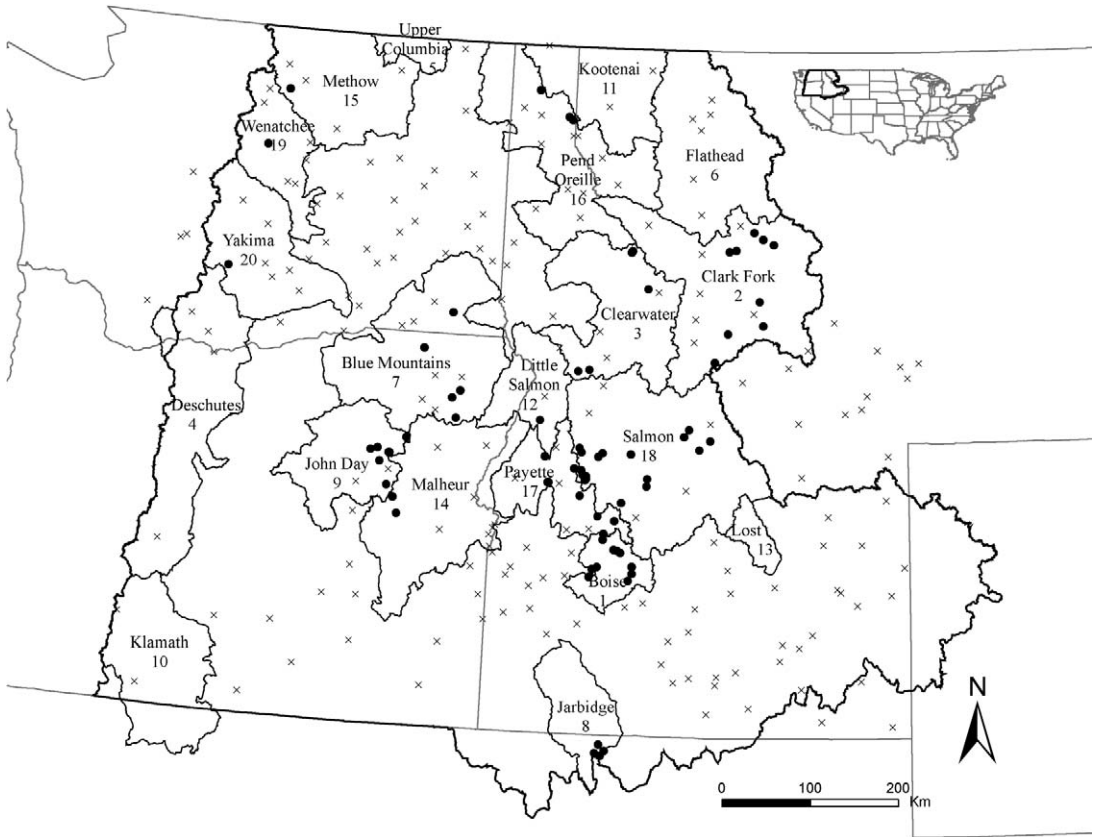 Upper
Columbia
5
Methow
15
Kootenai
11
Wenatchee
19
Flathead
6
Pend
Oreille
16
Yakima
20
Clark Fork
2
Clearwater
3
Blue Mountains
7
Little
Salmon
12
Deschutes
4
Salmon
18
John Day
9
Malheur
14
Payette
17
Lost
13
Boise
1
Klamath
10
Jarbidge
8
N
0 100 200
Km